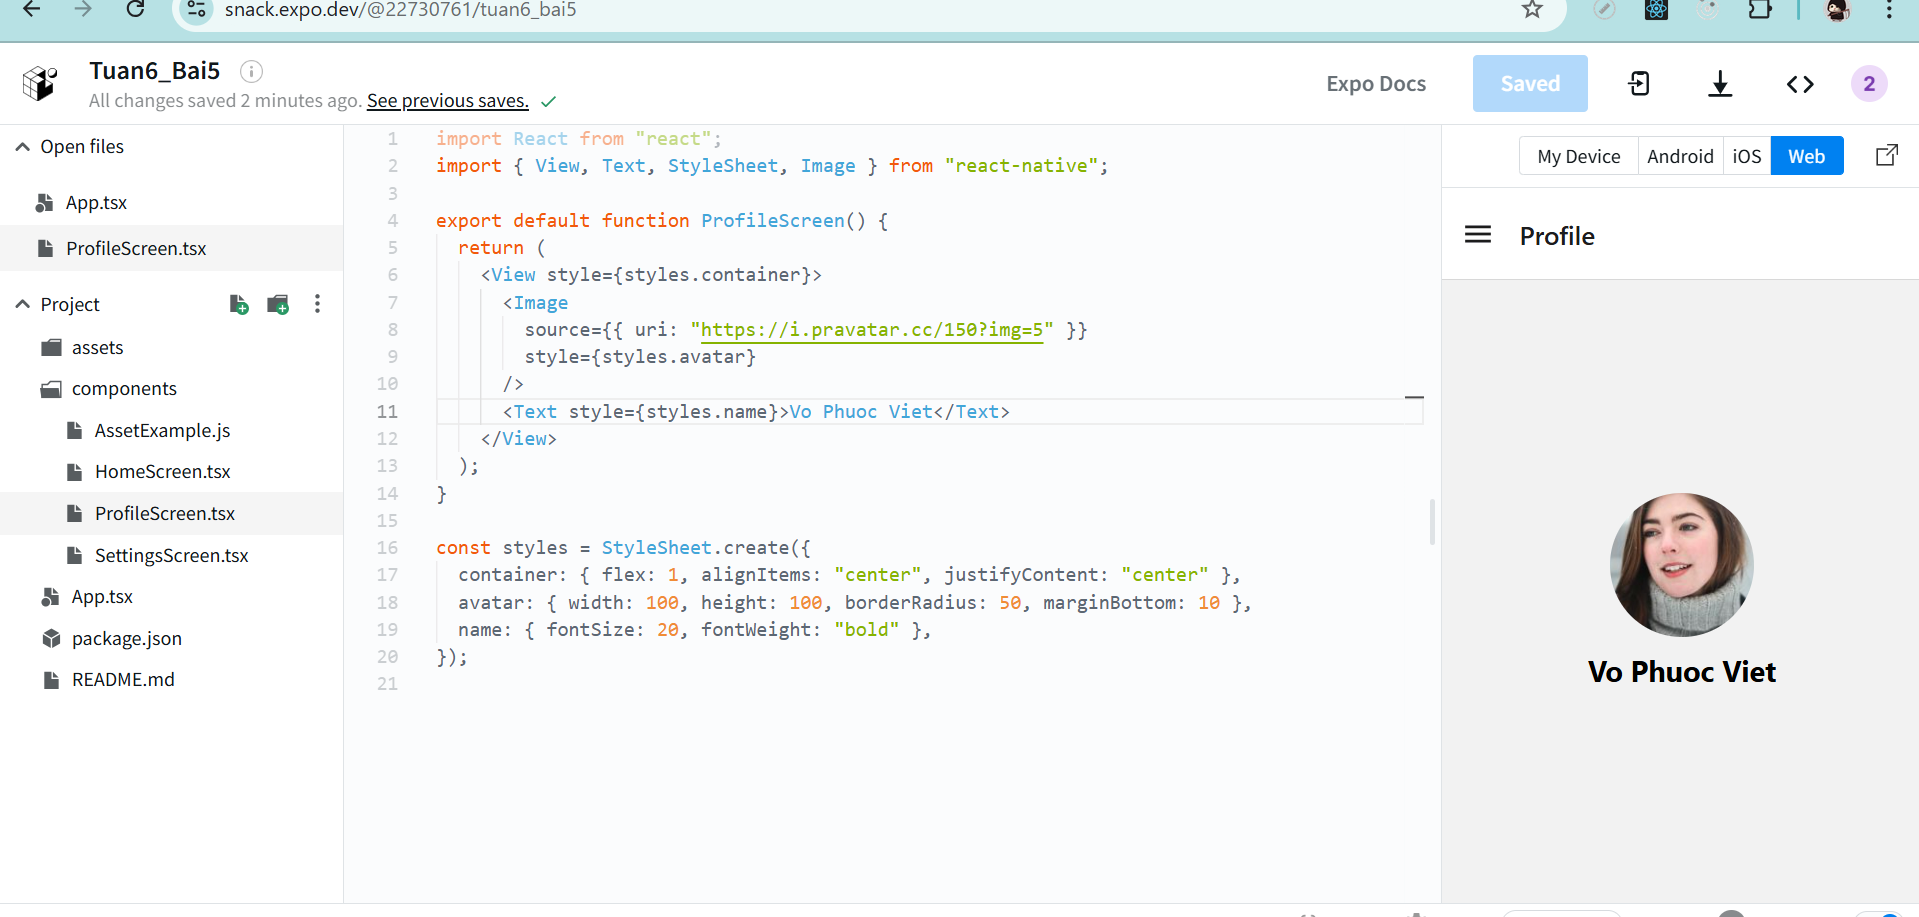 snack.expo.dev/@22730761/tuan6_bai5
Tuan6_Bai5
All changes saved 2 minutes ago. See previous saves.
Expo Docs
Saved
2
Open files
App.tsx
ProfileScreen.tsx
Project
assets
components
AssetExample.js
HomeScreen.tsx
ProfileScreen.tsx
SettingsScreen.tsx
App.tsx
package.json
README.md
1 import React from "react";
2 import { View, Text, StyleSheet, Image } from "react-native";
3
4 export default function ProfileScreen() {
5 return (
6 <View style={styles.container}>
7 <Image
8 source={{ uri: "https://i.pravatar.cc/150?img=5" }}
9 style={styles.avatar}
10 />
11 <Text style={styles.name}>Vo Phuoc Viet</Text>
12 </View>
13 );
14 }
15
16 const styles = StyleSheet.create({
17 container: { flex: 1, alignItems: "center", justifyContent: "center" },
18 avatar: { width: 100, height: 100, borderRadius: 50, marginBottom: 10 },
19 name: { fontSize: 20, fontWeight: "bold" },
20 });
21
My Device Android iOS Web
Profile
Vo Phuoc Viet